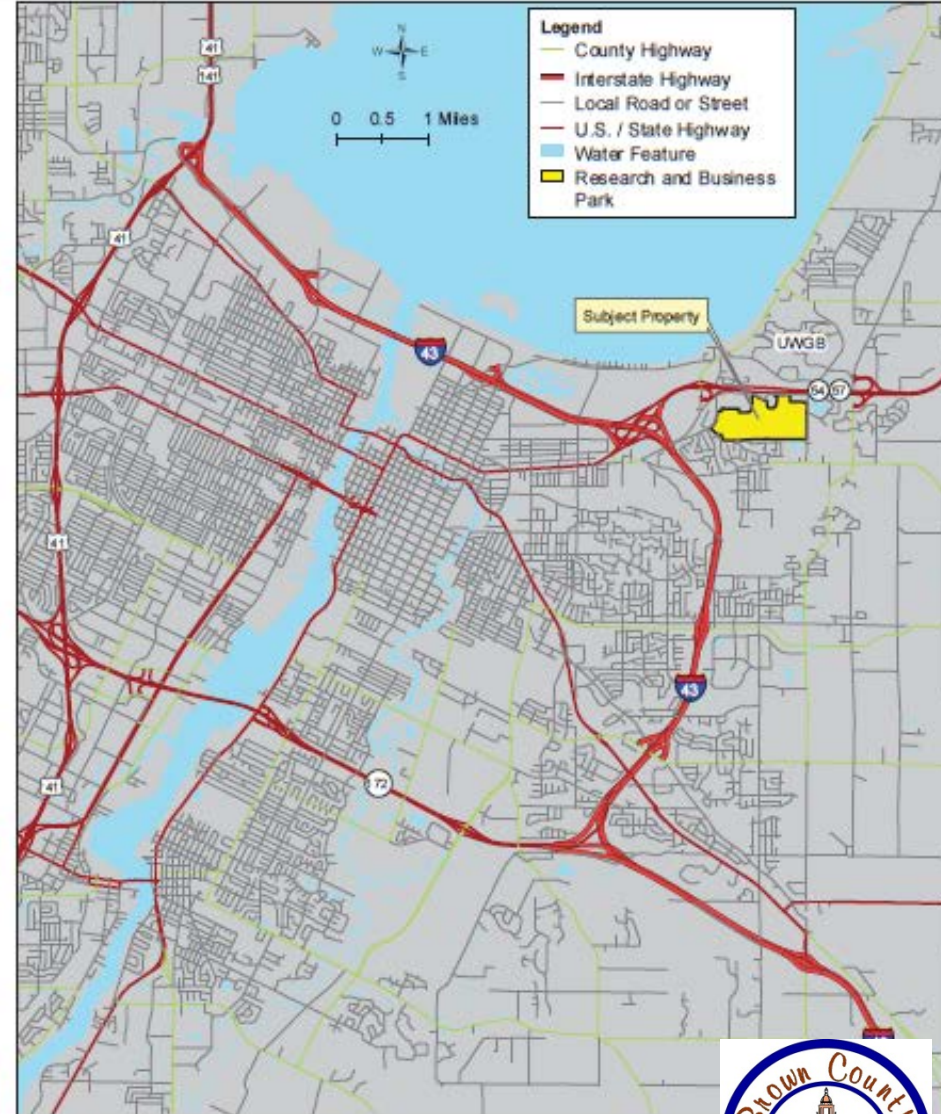 Legend
County Highway
Interstate Highway
Local Road or Street
U.S. / State Highway
Water Feature
Research and Business
Park
N
W E
S
0 0.5 1 Miles
41
141
41
43
Subject Property
UWGB
54 57
41
43
172
41
Brown County